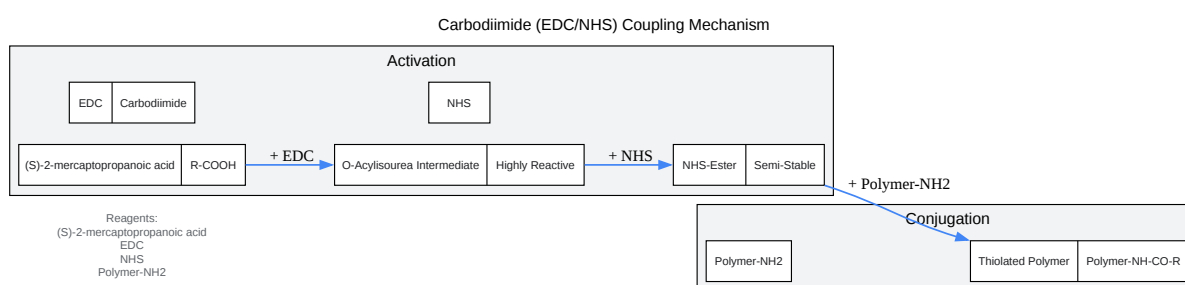 Carbodiimide (EDC/NHS) Coupling Mechanism
Activation
EDC Carbodiimide
NHS
(S)-2-mercaptopropanoic acid R-COOH
+ EDC
O-Acylisourea Intermediate Highly Reactive
+ NHS
NHS-Ester Semi-Stable
+ Polymer-NH2
Reagents:
(S)-2-mercaptopropanoic acid
EDC
NHS
Polymer-NH2
Conjugation
Polymer-NH2
Thiolated Polymer Polymer-NH-CO-R